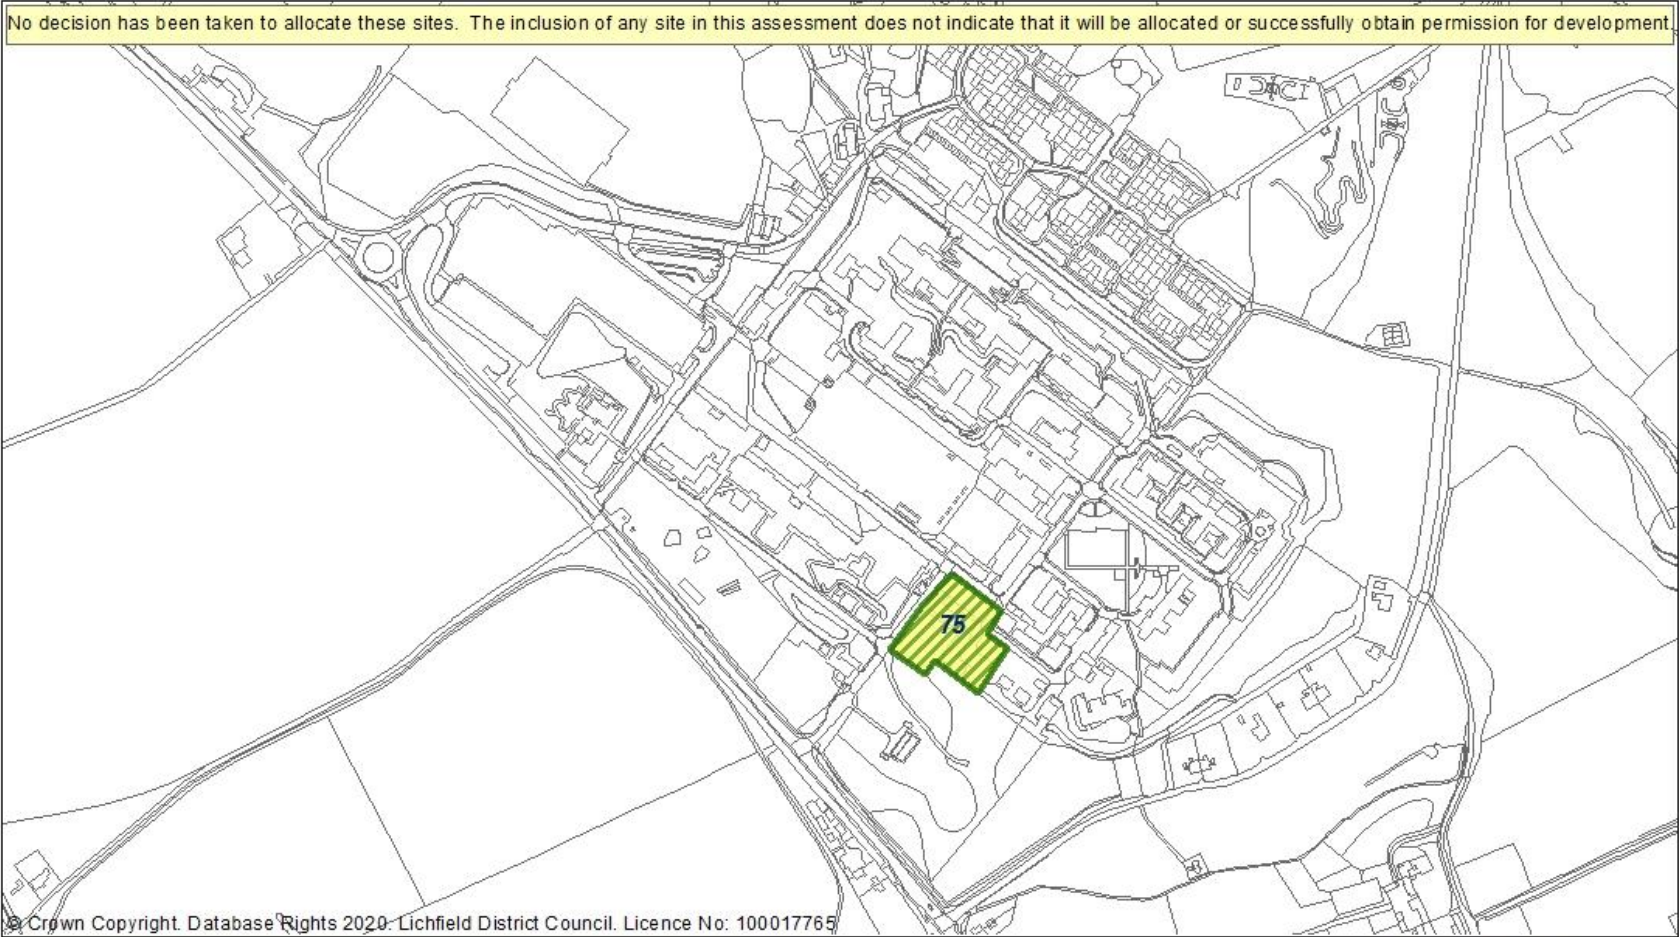 No decision has been taken to allocate these sites. The inclusion of any site in this assessment does not indicate that it will be allocated or successfully obtain permission for development.
75
© Crown Copyright. Database Rights 2020. Lichfield District Council. Licence No: 100017765